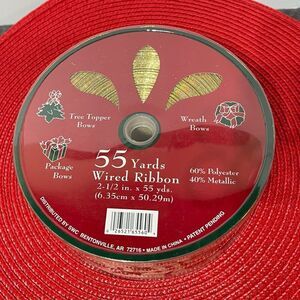 Tree Topper
Bows
Wreath
Bows
Package
Bows
55 Yards
Wired Ribbon
2-1/2 in. x 55 yds.
(6.35cm x 50.29m)
60% Polyester
40% Metallic
DISTRIBUTED BY SWC BENTONVILLE, AR 72716 • MADE IN CHINA • PATENT PENDING